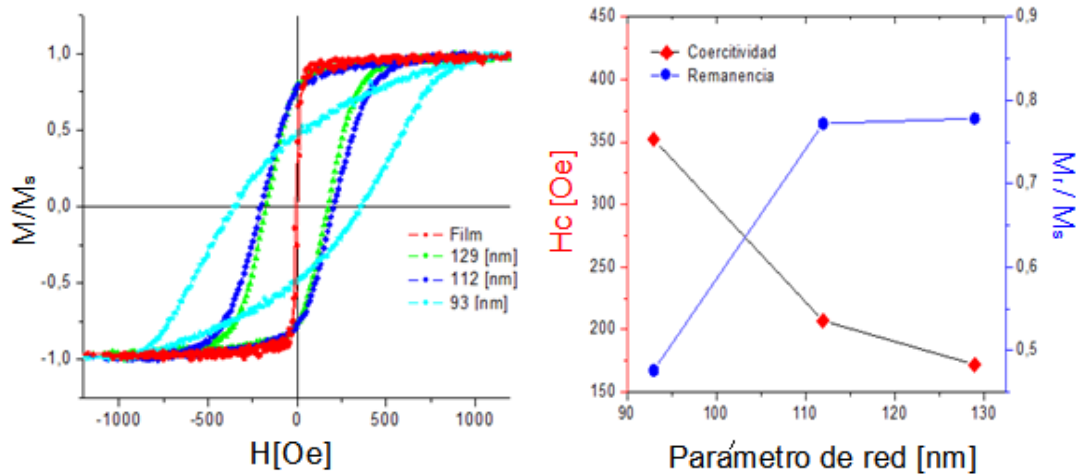 1,0
0,5
0,0
-0,5
-1,0
M/Ms
Film
129 [nm]
112 [nm]
93 [nm]
-1000
-500
0
500
1000
H[Oe]
450
400
350
300
250
200
150
Hc [Oe]
Coercitividad
Remanencia
0,9
0,8
0,7
0,6
0,5
Mr / Ms
90
100
110
120
130
Parámetro de red [nm]